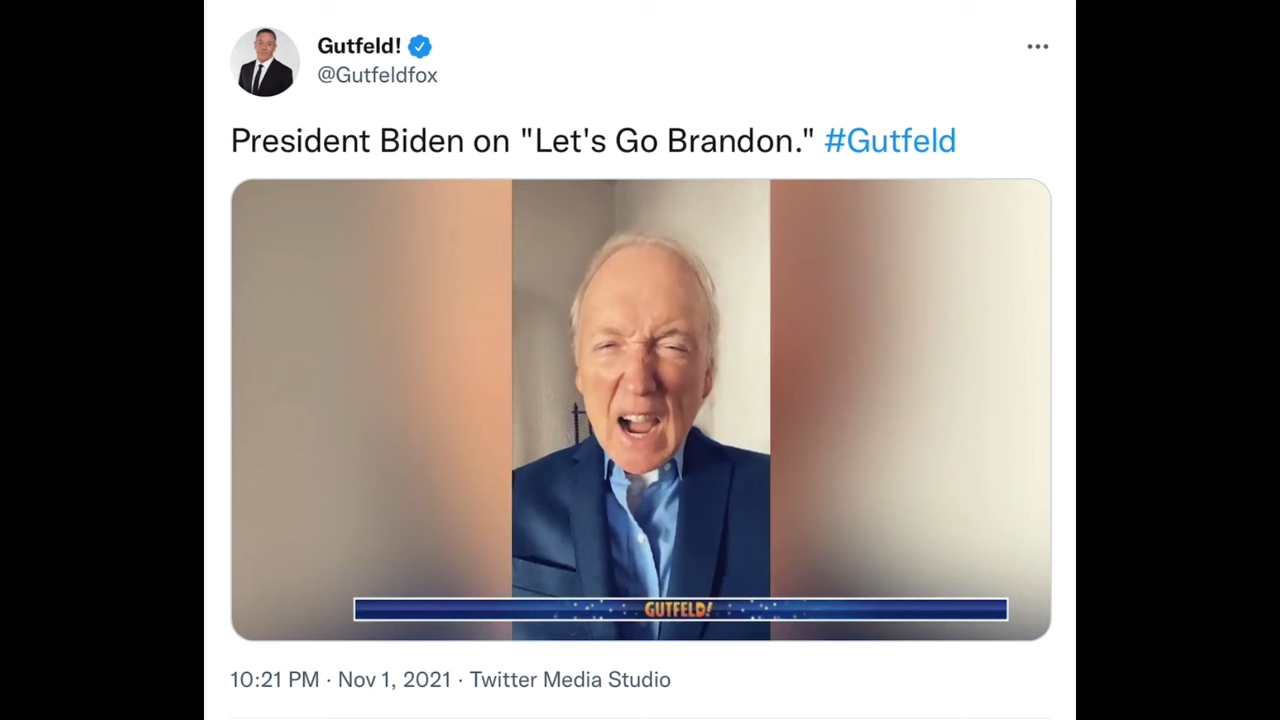 Gutfeld!
@Gutfeldfox
President Biden on "Let's Go Brandon." #Gutfeld
GUTFELD!
10:21 PM · Nov 1, 2021 · Twitter Media Studio